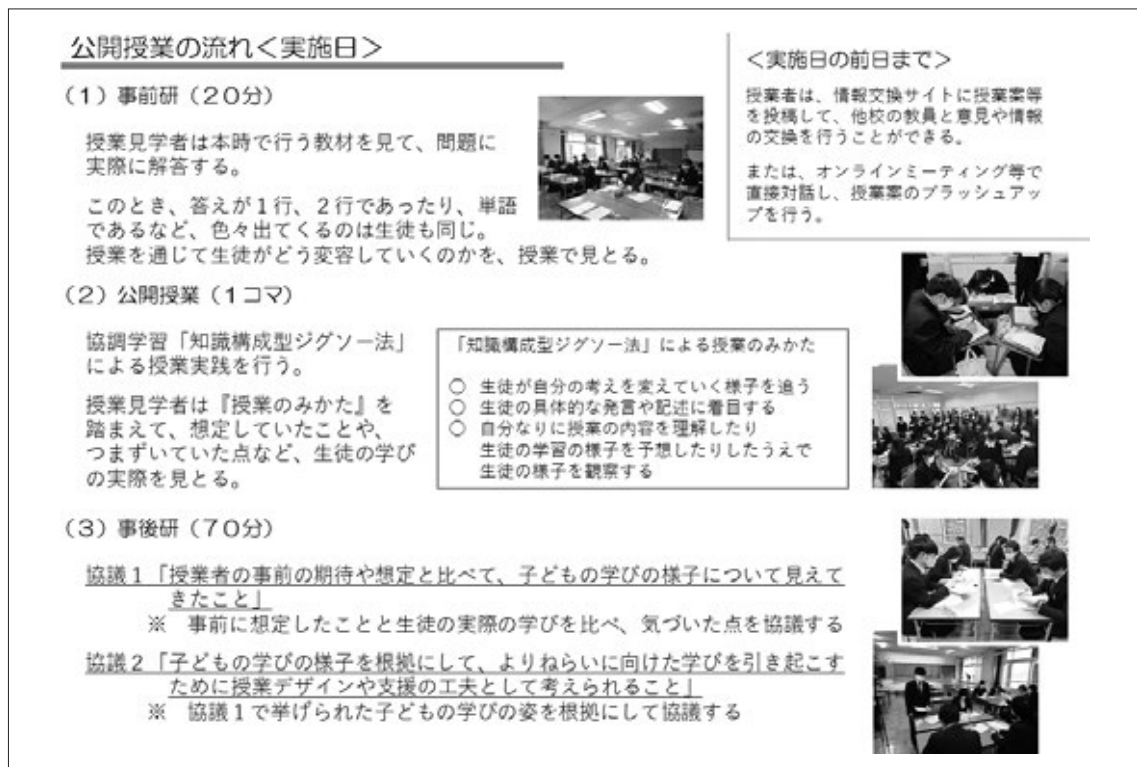 公開授業の流れ＜実施日＞
（１）事前研（２０分）
授業見学者は本時で行う教材を見て、問題に
実際に解答する。
このとき、答えが１行、２行であったり、単語
であるなど、色々出てくるのは生徒も同じ。
授業を通じて生徒がどう変容していくのかを、授業で見とる。
＜実施日の前日まで＞
授業者は、情報交換サイトに授業案等
を投稿して、他校の教員と意見や情報
の交換を行うことができる。
または、オンラインミーティング等で
直接対話し、授業案のブラッシュアッ
プを行う。
（２）公開授業（１コマ）
協調学習「知識構成型ジグソー法」
による授業実践を行う。
授業見学者は『授業のみかた』を
踏まえて、想定していたことや、
つまずいていた点など、生徒の学び
の実際を見とる。
「知識構成型ジグソー法」による授業のみかた
○ 生徒が自分の考えを変えていく様子を追う
○ 生徒の具体的な発言や記述に着目する
○ 自分なりに授業の内容を理解したり
生徒の学習の様子を予想したりしたうえで
生徒の様子を観察する
（３）事後研（７０分）
協議１「授業者の事前の期待や想定と比べて、子どもの学びの様子について見えて
きたこと」
※ 事前に想定したことと生徒の実際の学びを比べ、気づいた点を協議する
協議２「子どもの学びの様子を根拠にして、よりねらいに向けた学びを引き起こす
ために授業デザインや支援の工夫として考えられること」
※ 協議１で挙げられた子どもの学びの姿を根拠にして協議する